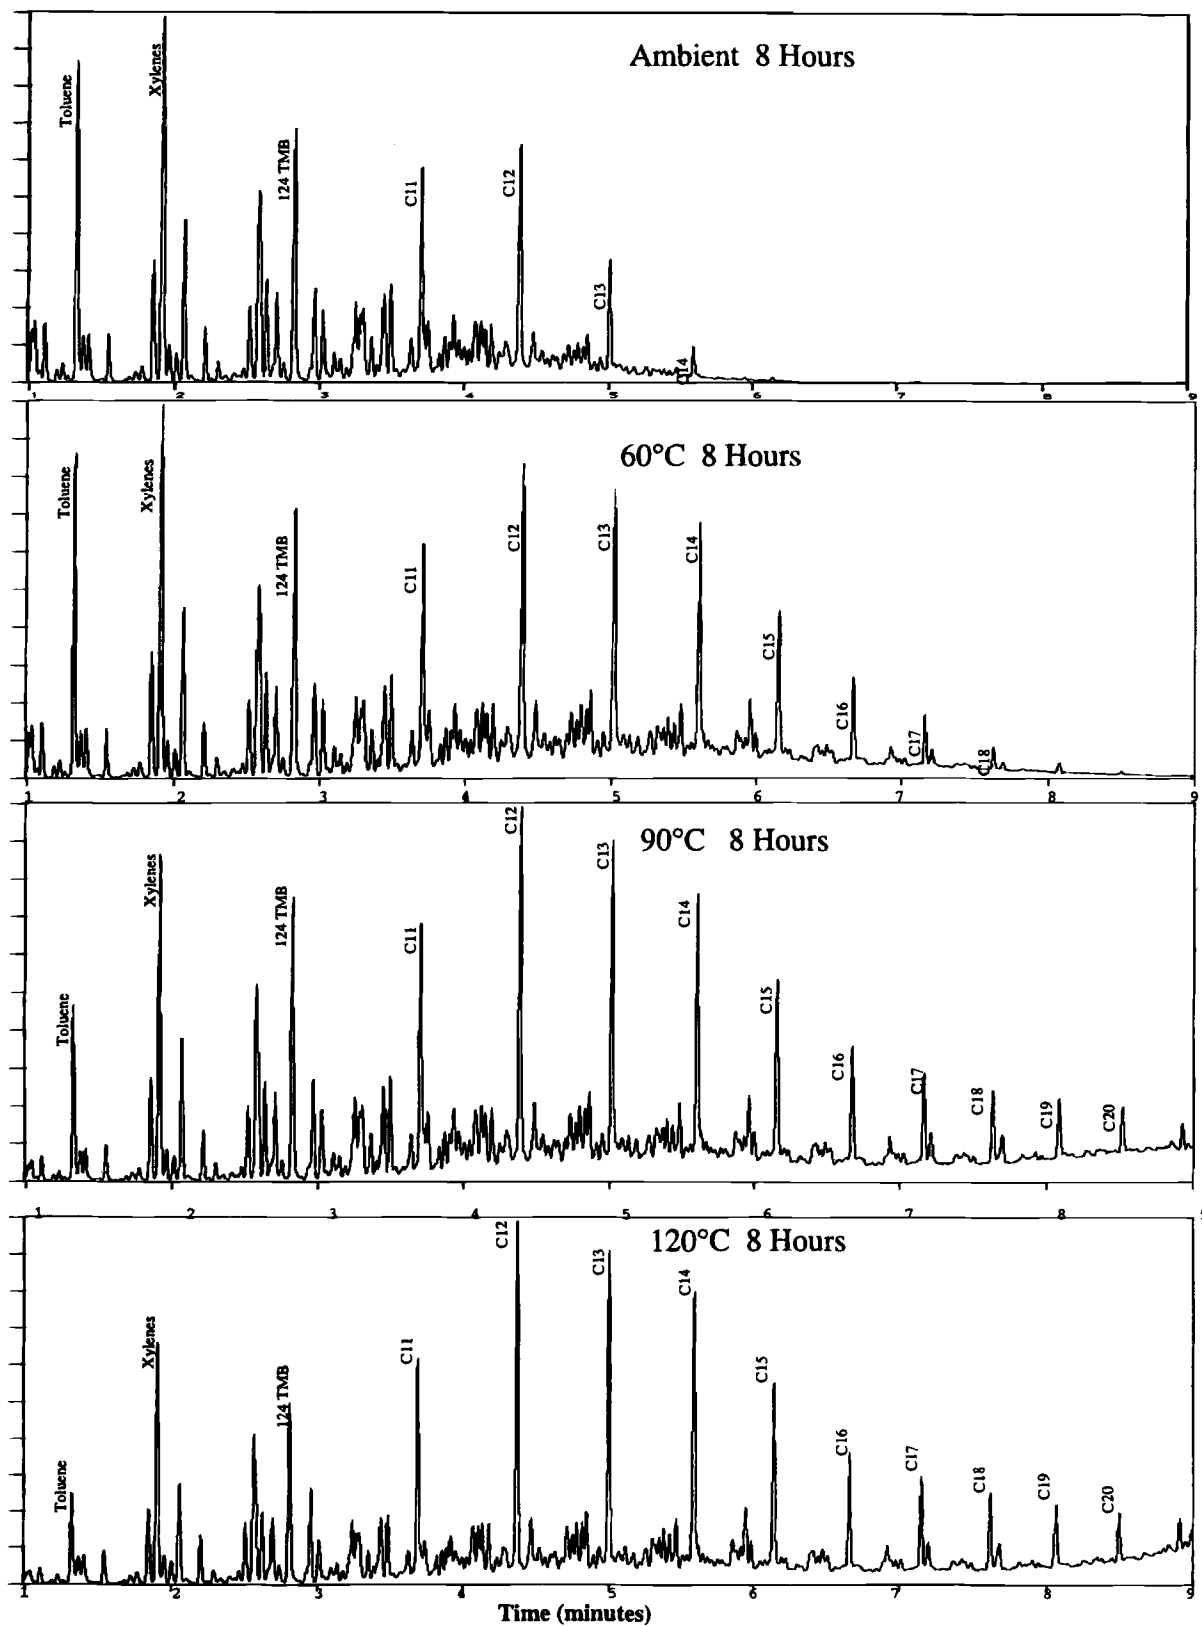 Ambient 8 Hours
Toluene
Xylenes
124 TMB
C11
C12
C13
C14
1 2 3 4 5 6 7 8 9
60°C 8 Hours
Toluene
Xylenes
124 TMB
C11
C12
C13
C14
C15
C16
C17
C18
1 2 3 4 5 6 7 8 9
90°C 8 Hours
Toluene
Xylenes
124 TMB
C11
C12
C13
C14
C15
C16
C17
C18
C19
C20
1 2 3 4 5 6 7 8
120°C 8 Hours
Toluene
Xylenes
124 TMB
C11
C12
C13
C14
C15
C16
C17
C18
C19
C20
1 2 3 4 5 6 7 8 9
Time (minutes)